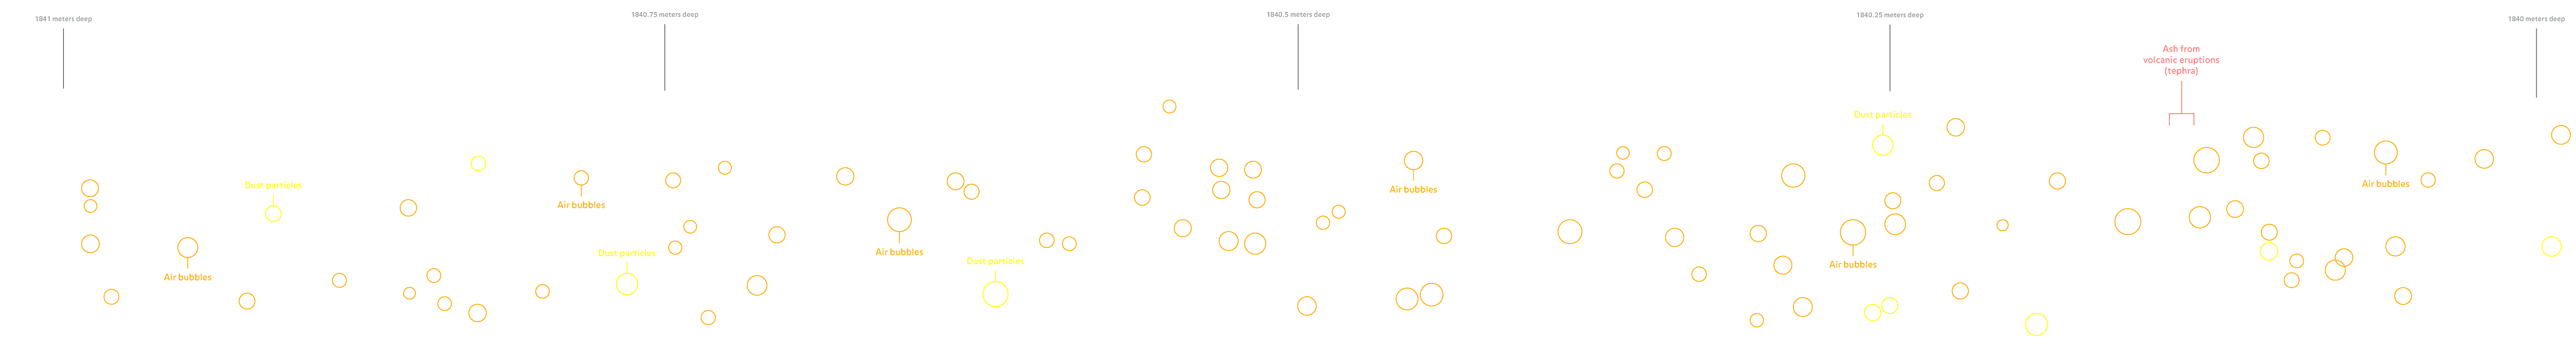 1841 meters deep
1840.75 meters deep
1840.5 meters deep
1840.25 meters deep
1840 meters deep
Ash from
volcanic eruptions
(tephra)
Dust particles
Dust particles
Air bubbles
Air bubbles
Air bubbles
Air bubbles
Dust particles
Air bubbles
Dust particles
Air bubbles
Air bubbles